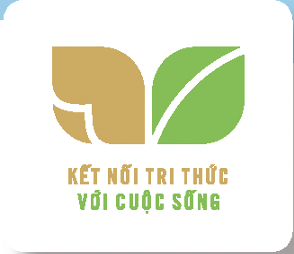 KẾT NỐI TRI THỨC
VỚI CUỘC SỐNG